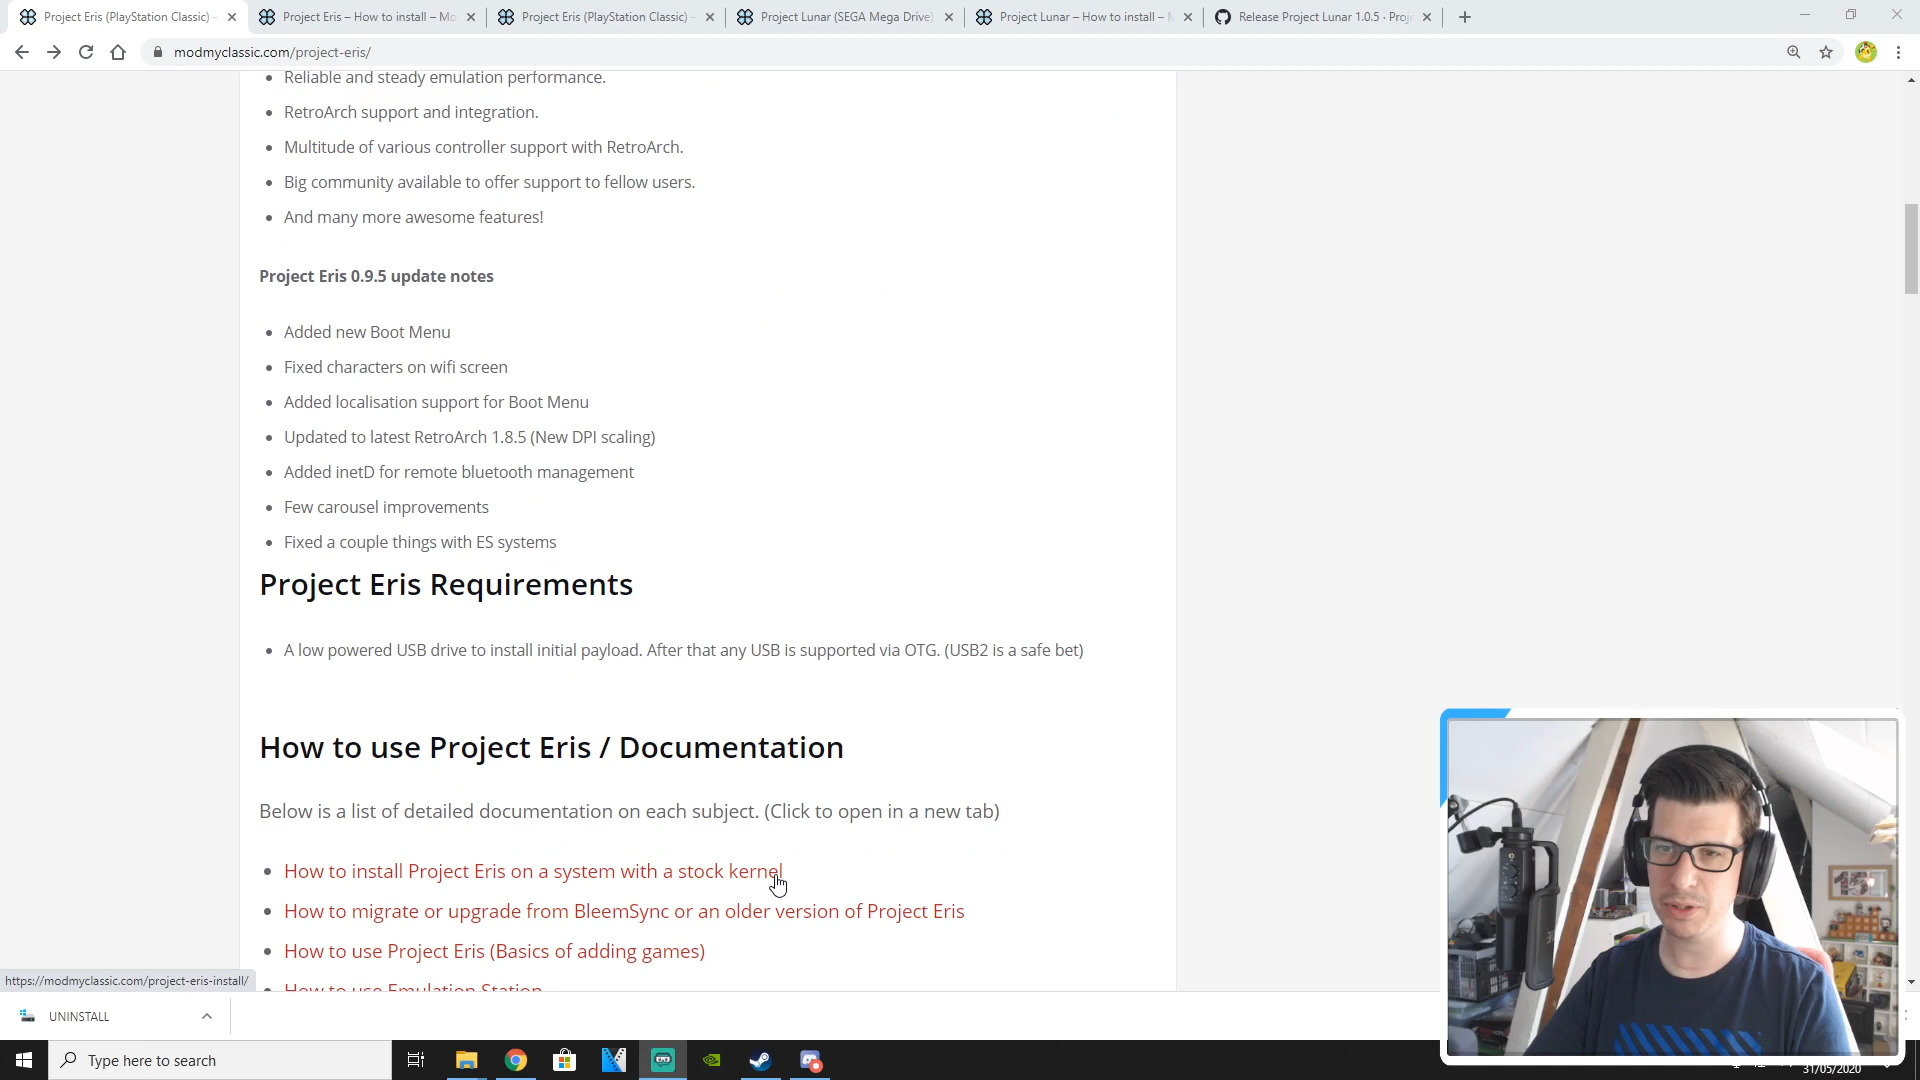 Project Eris (PlayStation Classic) -
Project Eris – How to install – Mo
Project Eris (PlayStation Classic) -
Project Lunar (SEGA Mega Drive)
Project Lunar – How to install – M
Release Project Lunar 1.0.5 · Proj
modmyclassic.com/project-eris/
Reliable and steady emulation performance.
RetroArch support and integration.
Multitude of various controller support with RetroArch.
Big community available to offer support to fellow users.
And many more awesome features!
Project Eris 0.9.5 update notes
Added new Boot Menu
Fixed characters on wifi screen
Added localisation support for Boot Menu
Updated to latest RetroArch 1.8.5 (New DPI scaling)
Added inetD for remote bluetooth management
Few carousel improvements
Fixed a couple things with ES systems
Project Eris Requirements
A low powered USB drive to install initial payload. After that any USB is supported via OTG. (USB2 is a safe bet)
How to use Project Eris / Documentation
Below is a list of detailed documentation on each subject. (Click to open in a new tab)
How to install Project Eris on a system with a stock kernel
How to migrate or upgrade from BleemSync or an older version of Project Eris
How to use Project Eris (Basics of adding games)
How to use Emulation Station
https://modmyclassic.com/project-eris-install/
UNINSTALL
Type here to search
31/05/2020